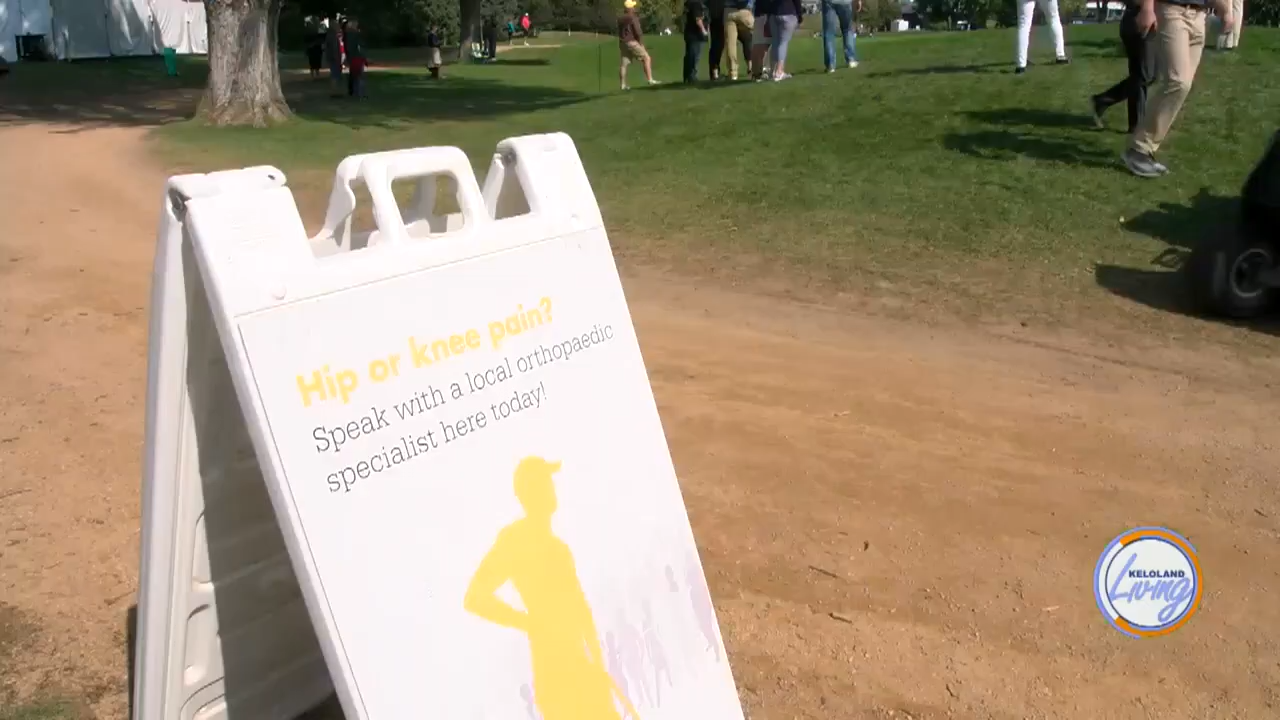 Hip or knee pain?
Speak with a local orthopaedic
specialist here today!
KELOLAND
Living